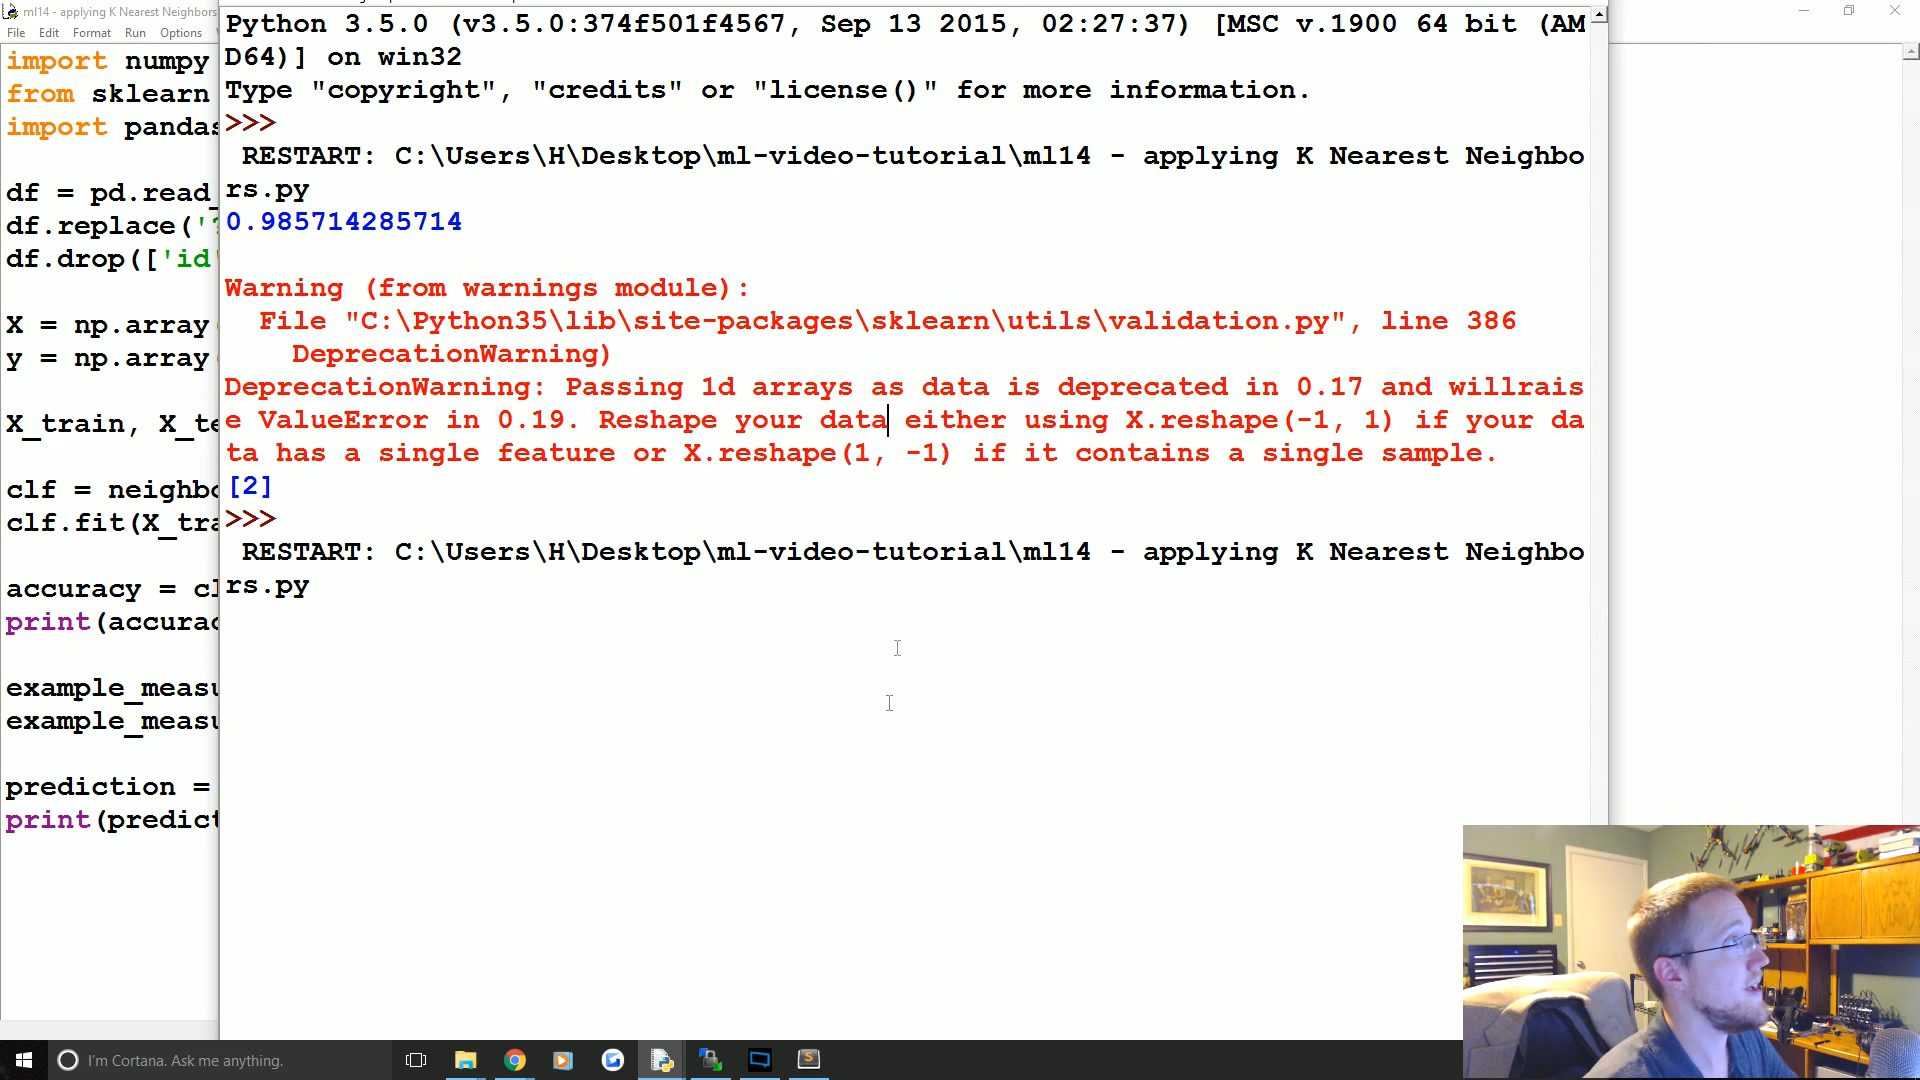 ml14 - applying K Nearest Neighbors
File Edit Format Run Options
import numpy
from sklearn
import pandas
df = pd.read_
df.replace('?
df.drop(['id'
X = np.array
y = np.array
X_train, X_te
clf = neighbo
clf.fit(X_tra
accuracy = cl
print(accurac
example_measu
example_measu
prediction =
print(predict
Python 3.5.0 (v3.5.0:374f501f4567, Sep 13 2015, 02:27:37) [MSC v.1900 64 bit (AM
D64)] on win32
Type "copyright", "credits" or "license()" for more information.
>>>
RESTART: C:\Users\H\Desktop\ml-video-tutorial\ml14 - applying K Nearest Neighbo
rs.py
0.985714285714
Warning (from warnings module):
File "C:\Python35\lib\site-packages\sklearn\utils\validation.py", line 386
DeprecationWarning)
DeprecationWarning: Passing 1d arrays as data is deprecated in 0.17 and willrais
e ValueError in 0.19. Reshape your data either using X.reshape(-1, 1) if your da
ta has a single feature or X.reshape(1, -1) if it contains a single sample.
[2]
>>>
RESTART: C:\Users\H\Desktop\ml-video-tutorial\ml14 - applying K Nearest Neighbo
rs.py
I'm Cortana. Ask me anything.